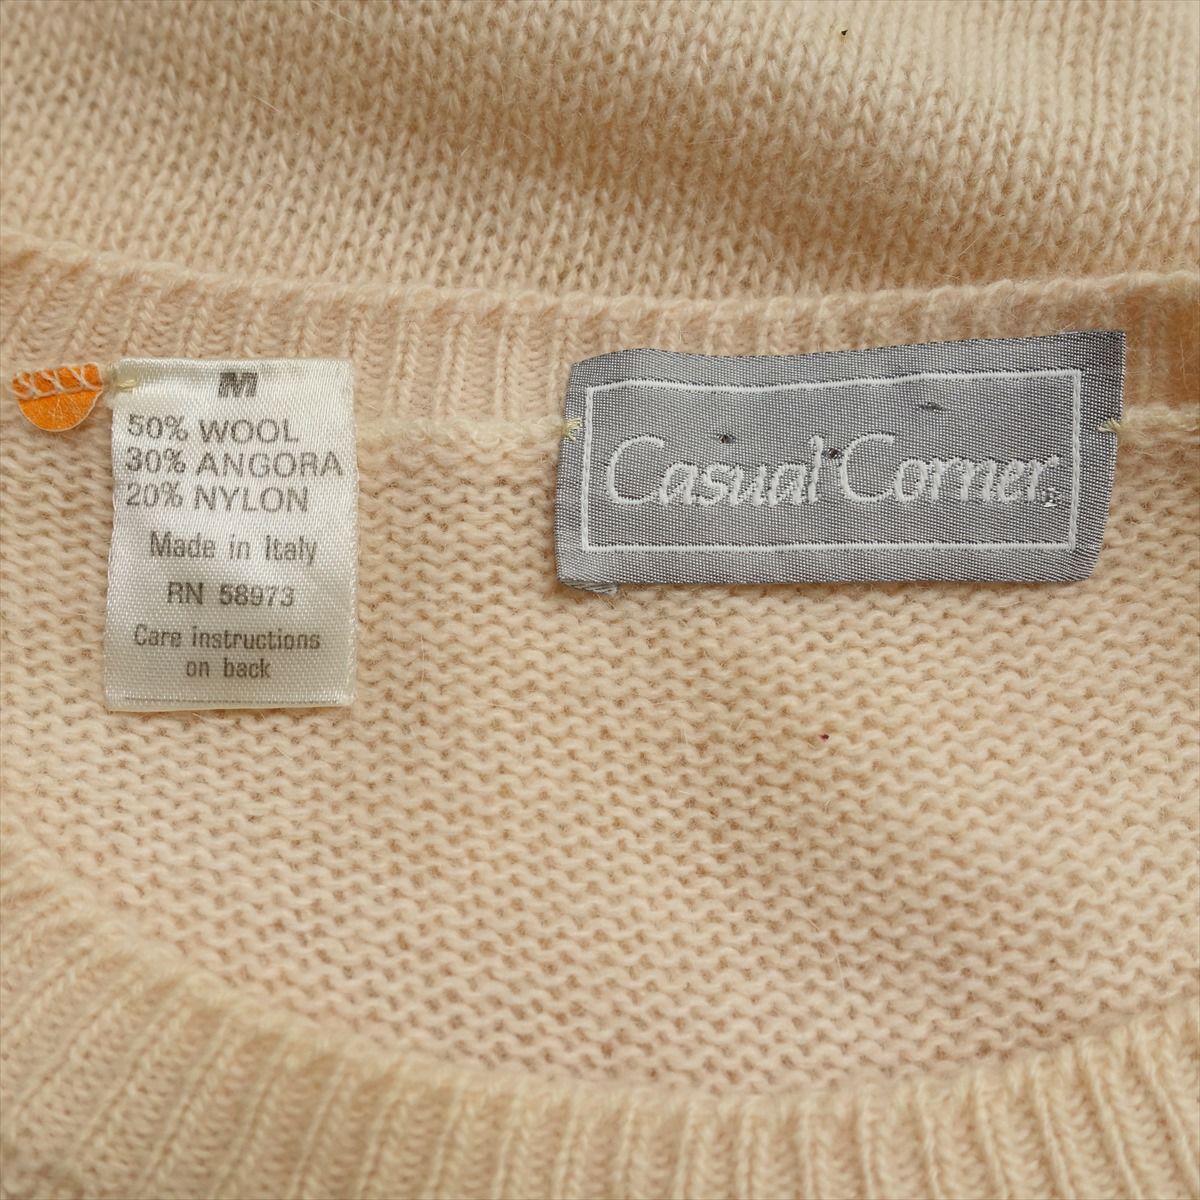 M
50% WOOL
30% ANGORA
20% NYLON
Made in Italy
RN 58973
Care instructions
on back
Casual Corner